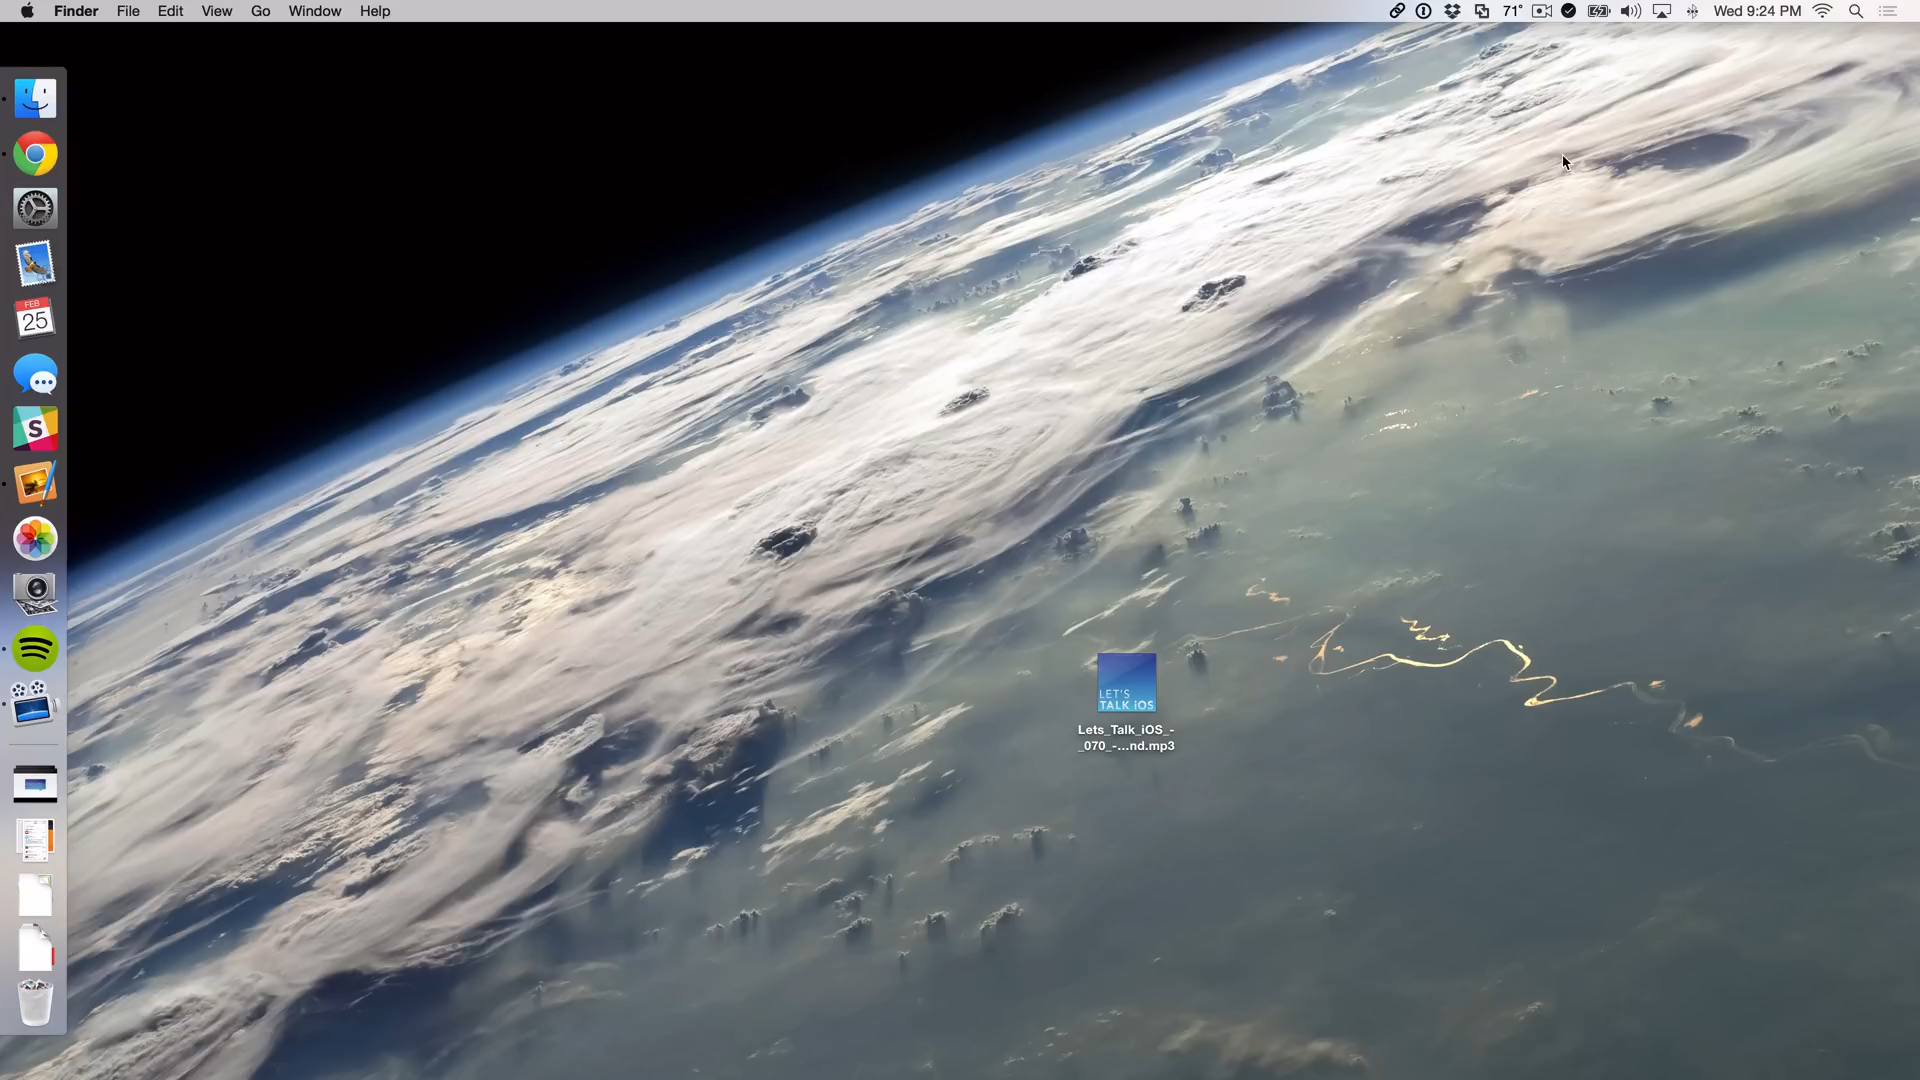 Finder File Edit View Go Window Help 71° Wed 9:24 PM
FEB
25
S
LET'S
TALK iOS
Lets_Talk_iOS_-
_070_-...nd.mp3